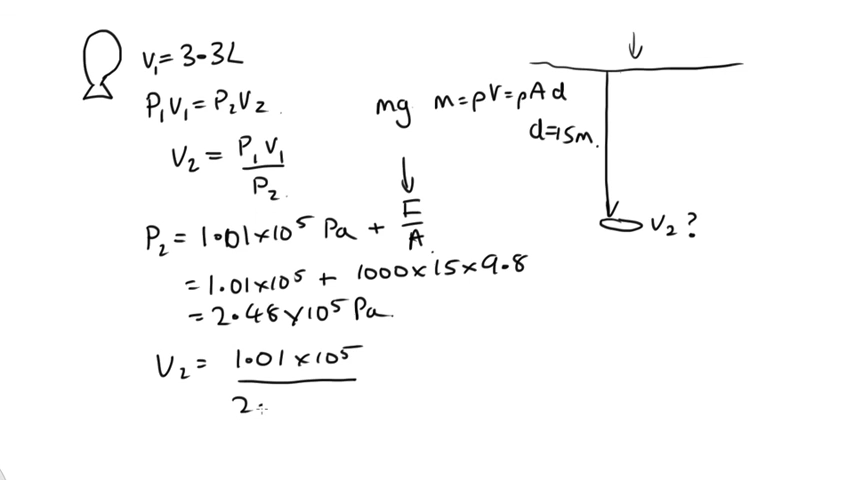 V₁ = 3.3L
P₁V₁ = P₂V₂
mg m = ρV = ρAd
d=15m.
V₂ = P₁V₁ / P₂
P₂ = 1.01×10⁵ Pa + F/A
V₂ ?
= 1.01×10⁵ + 1000×15×9.8
= 2.48×10⁵ Pa.
V₂ = 1.01×10⁵ / 2.